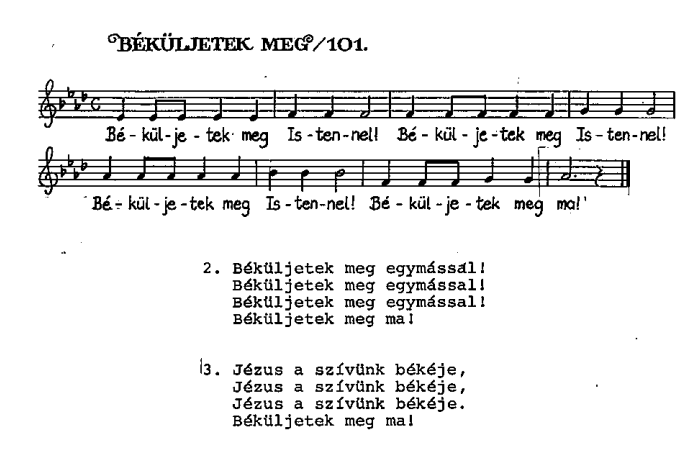 BÉKÜLJETEK MEG/101.
Bé-kül-je-tek meg Is-ten-nel! Bé-kül-je-tek meg Is-ten-nel!
Bé-kül-je-tek meg Is-ten-nel! Bé-kül-je-tek meg ma!
2. Béküljetek meg egymással!
Béküljetek meg egymással!
Béküljetek meg egymással!
Béküljetek meg ma!
3. Jézus a szívünk békéje,
Jézus a szívünk békéje,
Jézus a szívünk békéje.
Béküljetek meg ma!